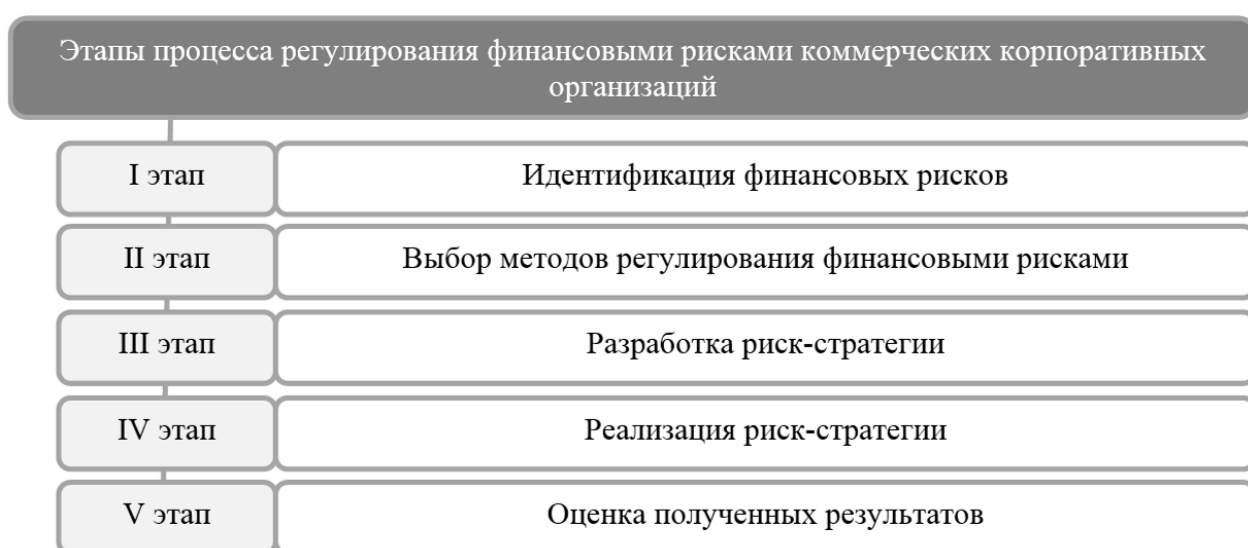 Этапы процесса регулирования финансовыми рисками коммерческих корпоративных
организаций
I этап
Идентификация финансовых рисков
II этап
Выбор методов регулирования финансовыми рисками
III этап
Разработка риск-стратегии
IV этап
Реализация риск-стратегии
V этап
Оценка полученных результатов